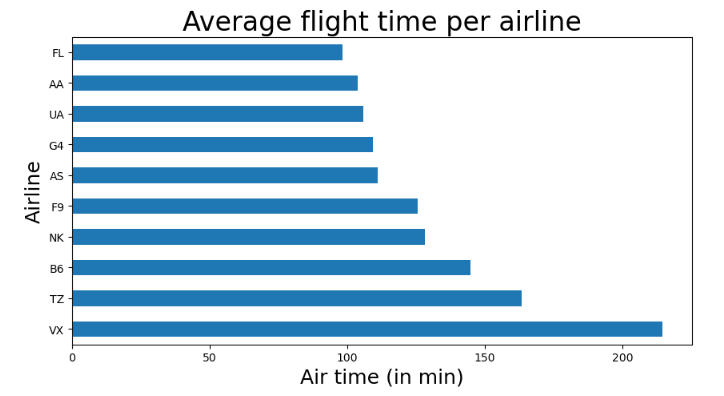 Average flight time per airline
FL
AA
UA
G4
AS
F9
NK
B6
TZ
VX
Airline
0 50 100 150 200
Air time (in min)